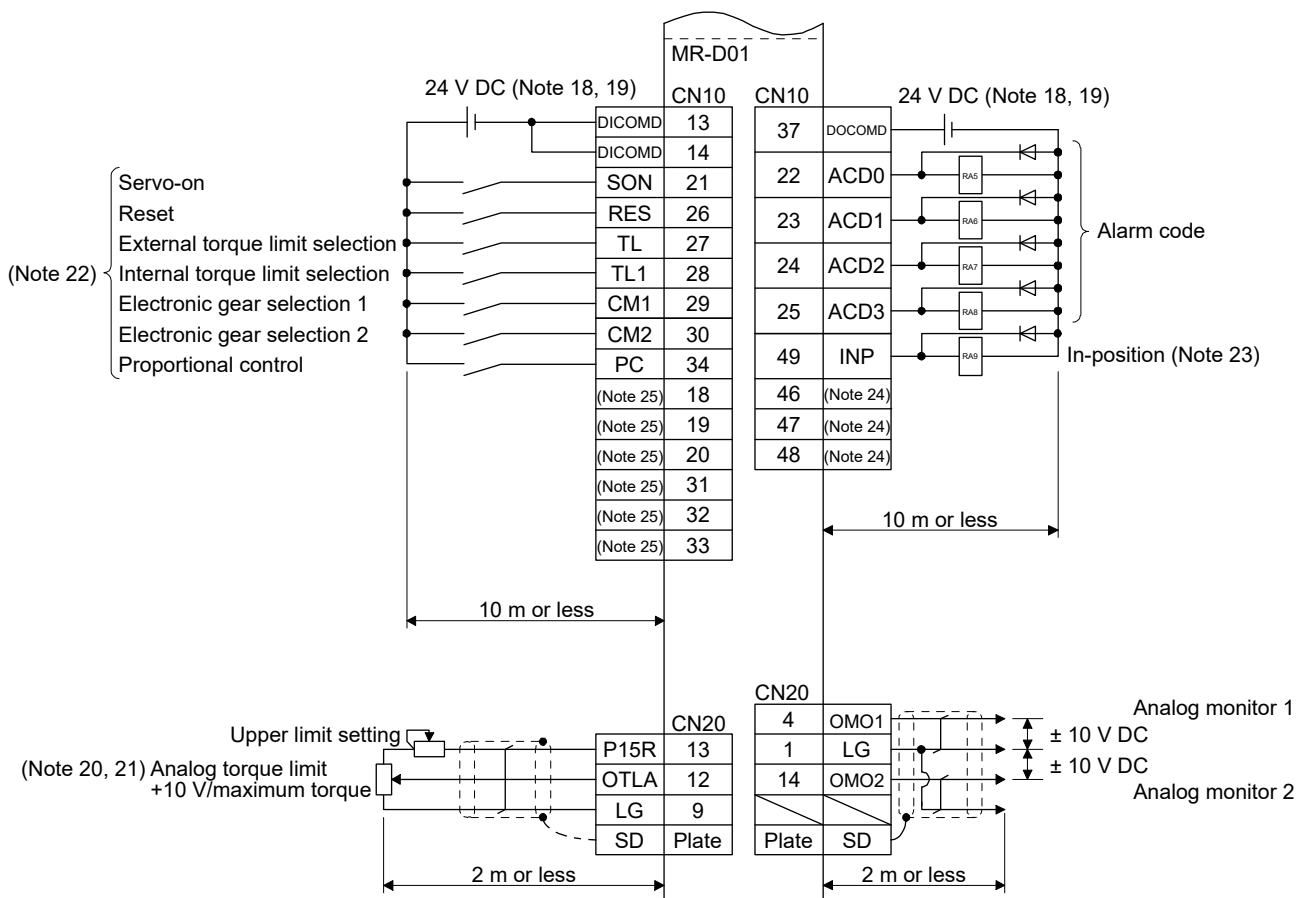 MR-D01
24 V DC (Note 18, 19)
CN10
DICOMD 13
DICOMD 14
Servo-on SON 21
Reset RES 26
External torque limit selection TL 27
(Note 22) Internal torque limit selection TL1 28
Electronic gear selection 1 CM1 29
Electronic gear selection 2 CM2 30
Proportional control PC 34
(Note 25) 18
(Note 25) 19
(Note 25) 20
(Note 25) 31
(Note 25) 32
(Note 25) 33
10 m or less
CN10
24 V DC (Note 18, 19)
37 DOCOMD
22 ACD0 RA5
23 ACD1 RA6
24 ACD2 RA7
25 ACD3 RA8
Alarm code
49 INP RA9 In-position (Note 23)
46 (Note 24)
47 (Note 24)
48 (Note 24)
10 m or less
CN20
Upper limit setting
P15R 13
(Note 20, 21) Analog torque limit
+10 V/maximum torque
OTLA 12
LG 9
SD Plate
2 m or less
CN20
4 OMO1 Analog monitor 1
± 10 V DC
1 LG
± 10 V DC
14 OMO2 Analog monitor 2
Plate SD
2 m or less